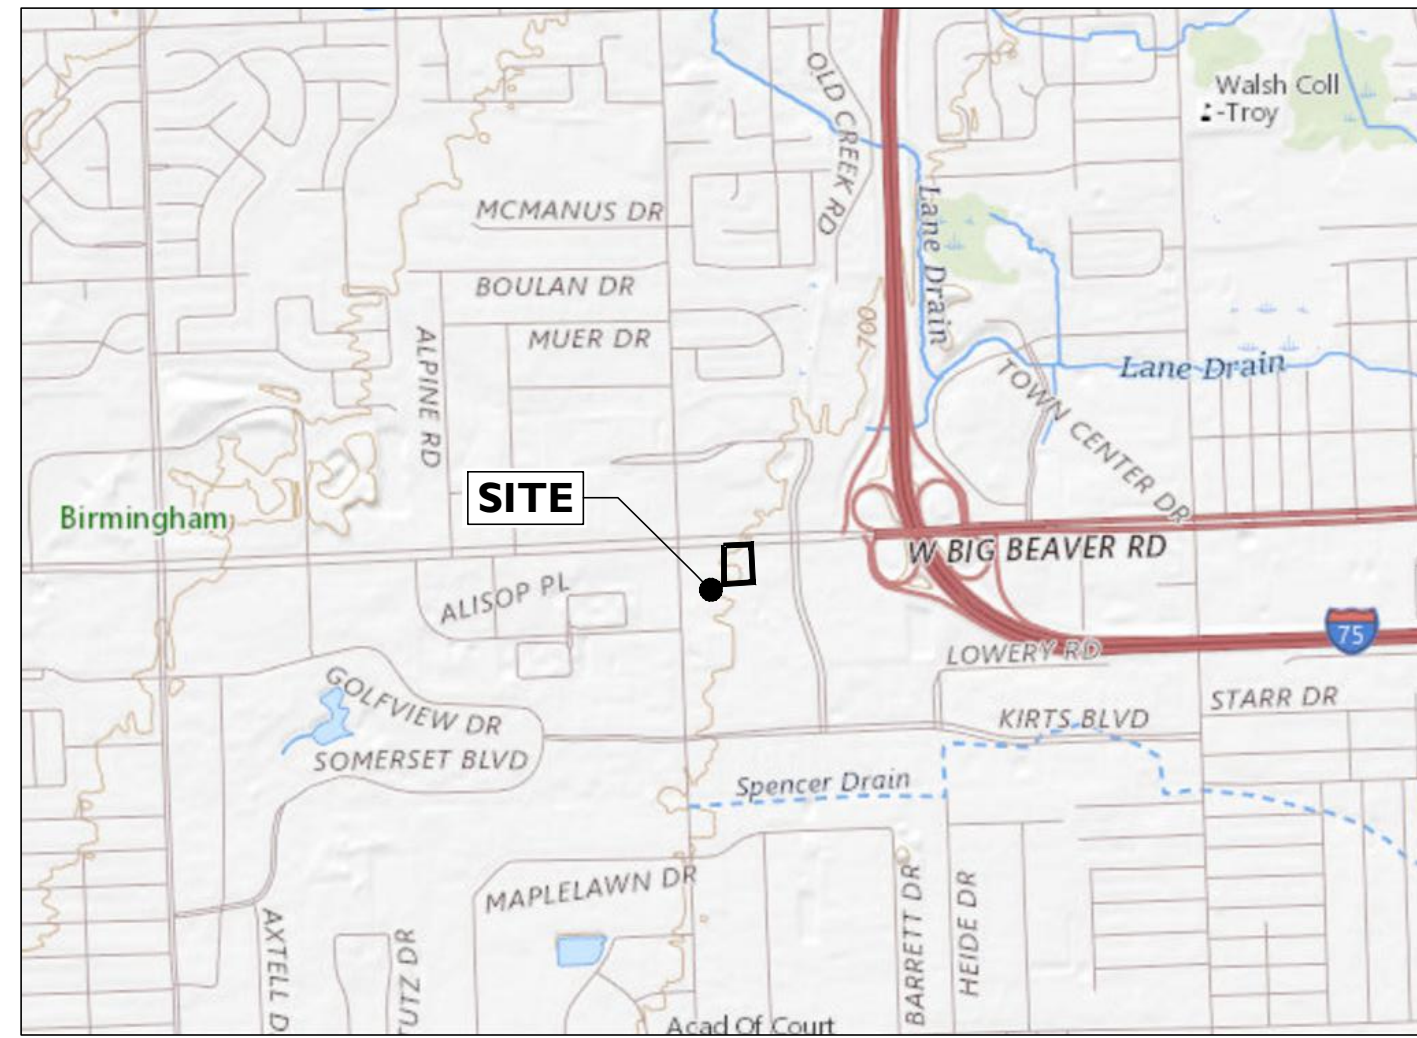 Walsh Coll
-Troy
OLD CREEK RD
Lane Drain
MCMANUS DR
BOULAN DR
700
MUER DR
ALPINE RD
Lane Drain
TOWN CENTER DR
SITE
Birmingham
W BIG BEAVER RD
ALISOP PL
75
LOWERY RD
GOLFVIEW DR
STARR DR
KIRTS BLVD
SOMERSET BLVD
Spencer Drain
MAPLELAWN DR
BARRETT DR
HEIDE DR
AXTELL D
UTZ DR
Acad Of Court